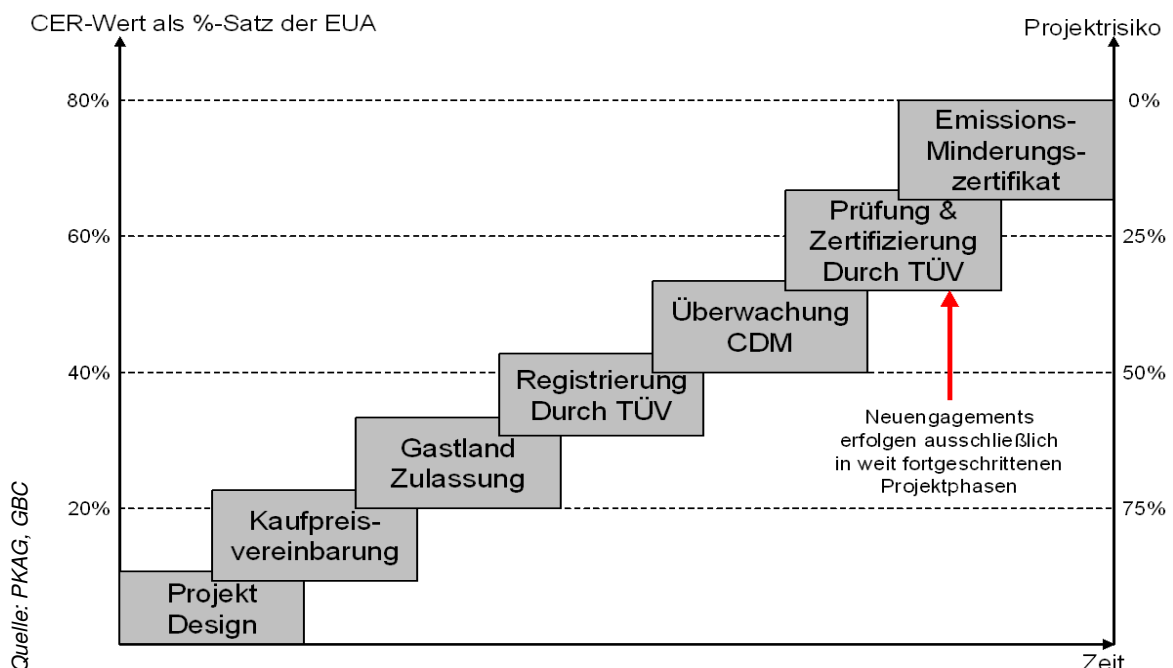 CER-Wert als %-Satz der EUA
Projektrisiko
80%
0%
Emissions-
Minderungs-
zertifikat
Prüfung &
Zertifizierung
Durch TÜV
60%
25%
Überwachung
CDM
40%
50%
Registrierung
Durch TÜV
Neuengagements
erfolgen ausschließlich
in weit fortgeschrittenen
Projektphasen
Gastland
Zulassung
20%
75%
Kaufpreis-
vereinbarung
Projekt
Design
Quelle: PKAG, GBC
Zeit